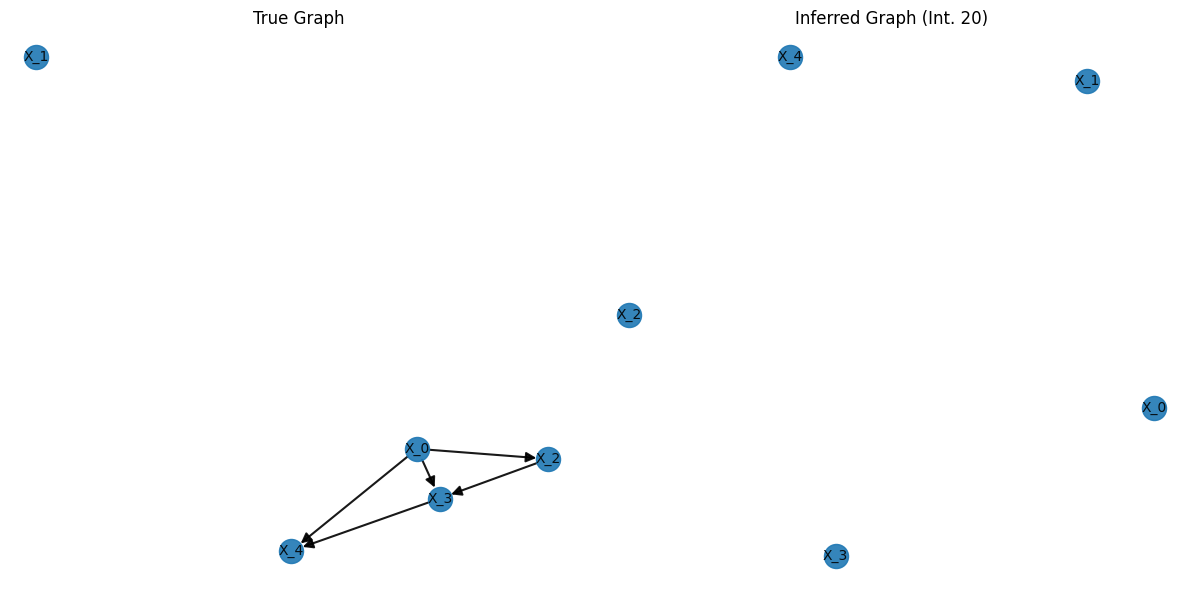 True Graph
X_1
X_0
X_2
X_3
X_4
Inferred Graph (Int. 20)
X_4
X_1
X_2
X_0
X_3